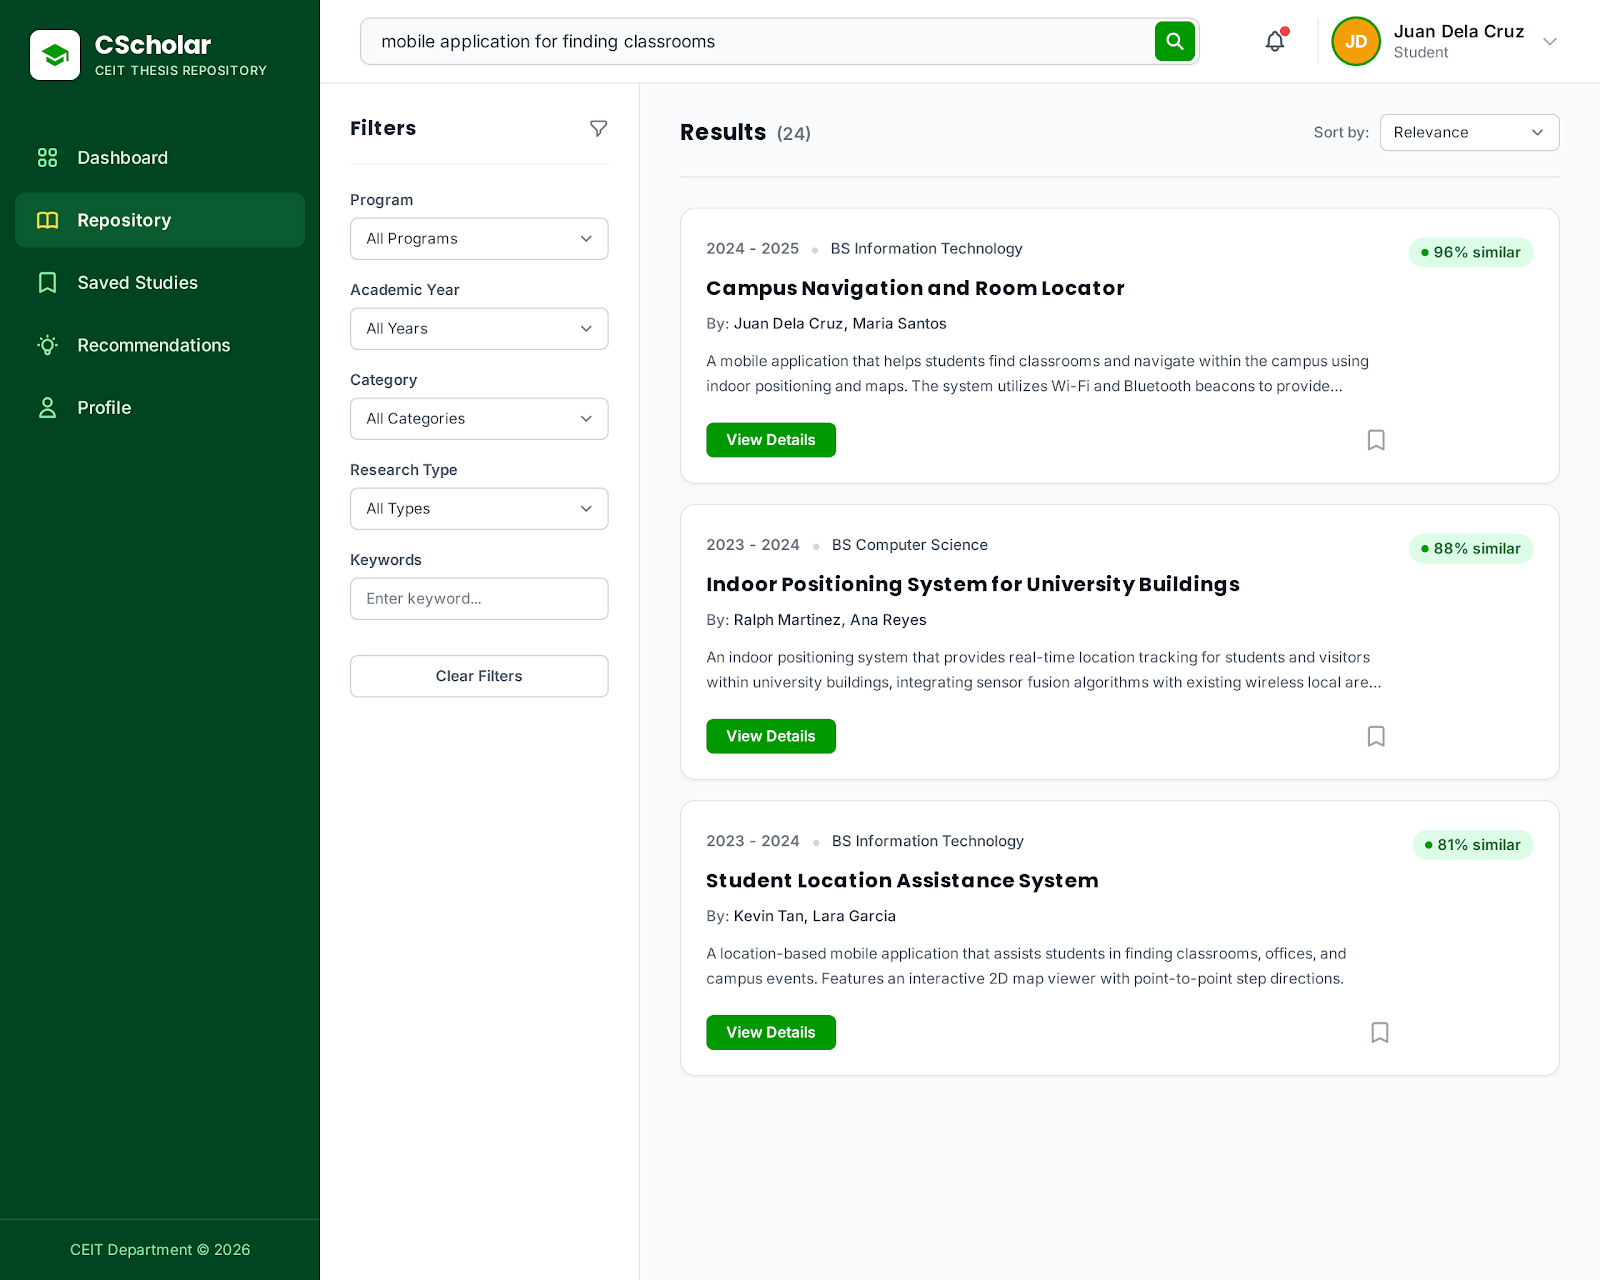 CScholar
CEIT THESIS REPOSITORY
Dashboard
Repository
Saved Studies
Recommendations
Profile
CEIT Department © 2026
mobile application for finding classrooms
JD
Juan Dela Cruz
Student
Filters
Program
All Programs
Academic Year
All Years
Category
All Categories
Research Type
All Types
Keywords
Enter keyword...
Clear Filters
Results (24)
Sort by: Relevance
2024 - 2025 • BS Information Technology
96% similar
Campus Navigation and Room Locator
By: Juan Dela Cruz, Maria Santos
A mobile application that helps students find classrooms and navigate within the campus using
indoor positioning and maps. The system utilizes Wi-Fi and Bluetooth beacons to provide...
View Details
2023 - 2024 • BS Computer Science
88% similar
Indoor Positioning System for University Buildings
By: Ralph Martinez, Ana Reyes
An indoor positioning system that provides real-time location tracking for students and visitors
within university buildings, integrating sensor fusion algorithms with existing wireless local are...
View Details
2023 - 2024 • BS Information Technology
81% similar
Student Location Assistance System
By: Kevin Tan, Lara Garcia
A location-based mobile application that assists students in finding classrooms, offices, and
campus events. Features an interactive 2D map viewer with point-to-point step directions.
View Details